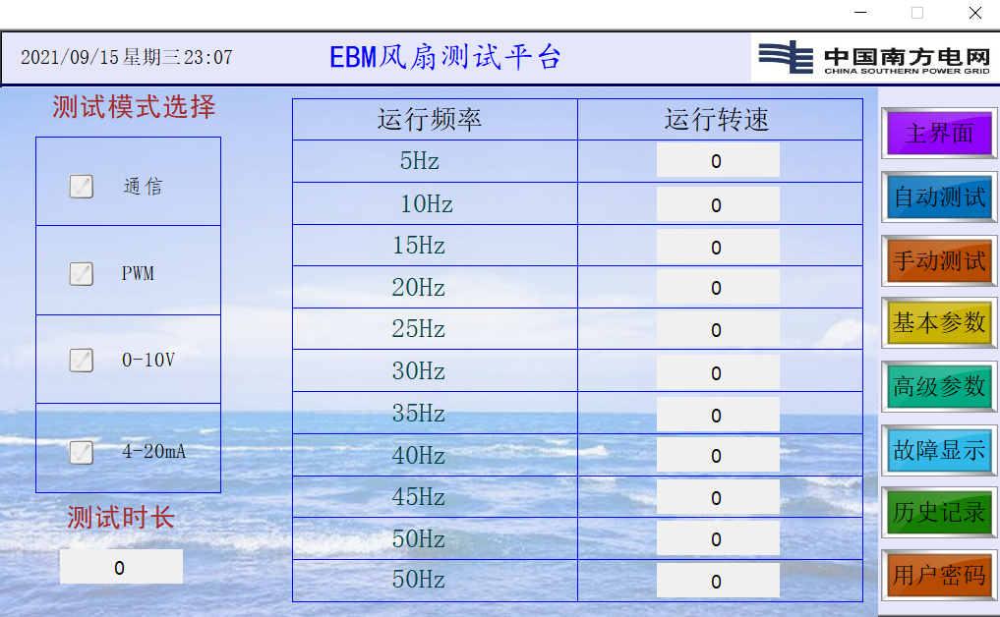 2021/09/15星期三23:07
EBM风扇测试平台
中国南方电网
CHINA SOUTHERN POWER GRID
测试模式选择
通信
PWM
0-10V
4-20mA
测试时长
0
运行频率 运行转速
5Hz 0
10Hz 0
15Hz 0
20Hz 0
25Hz 0
30Hz 0
35Hz 0
40Hz 0
45Hz 0
50Hz 0
50Hz 0
主界面
自动测试
手动测试
基本参数
高级参数
故障显示
历史记录
用户密码